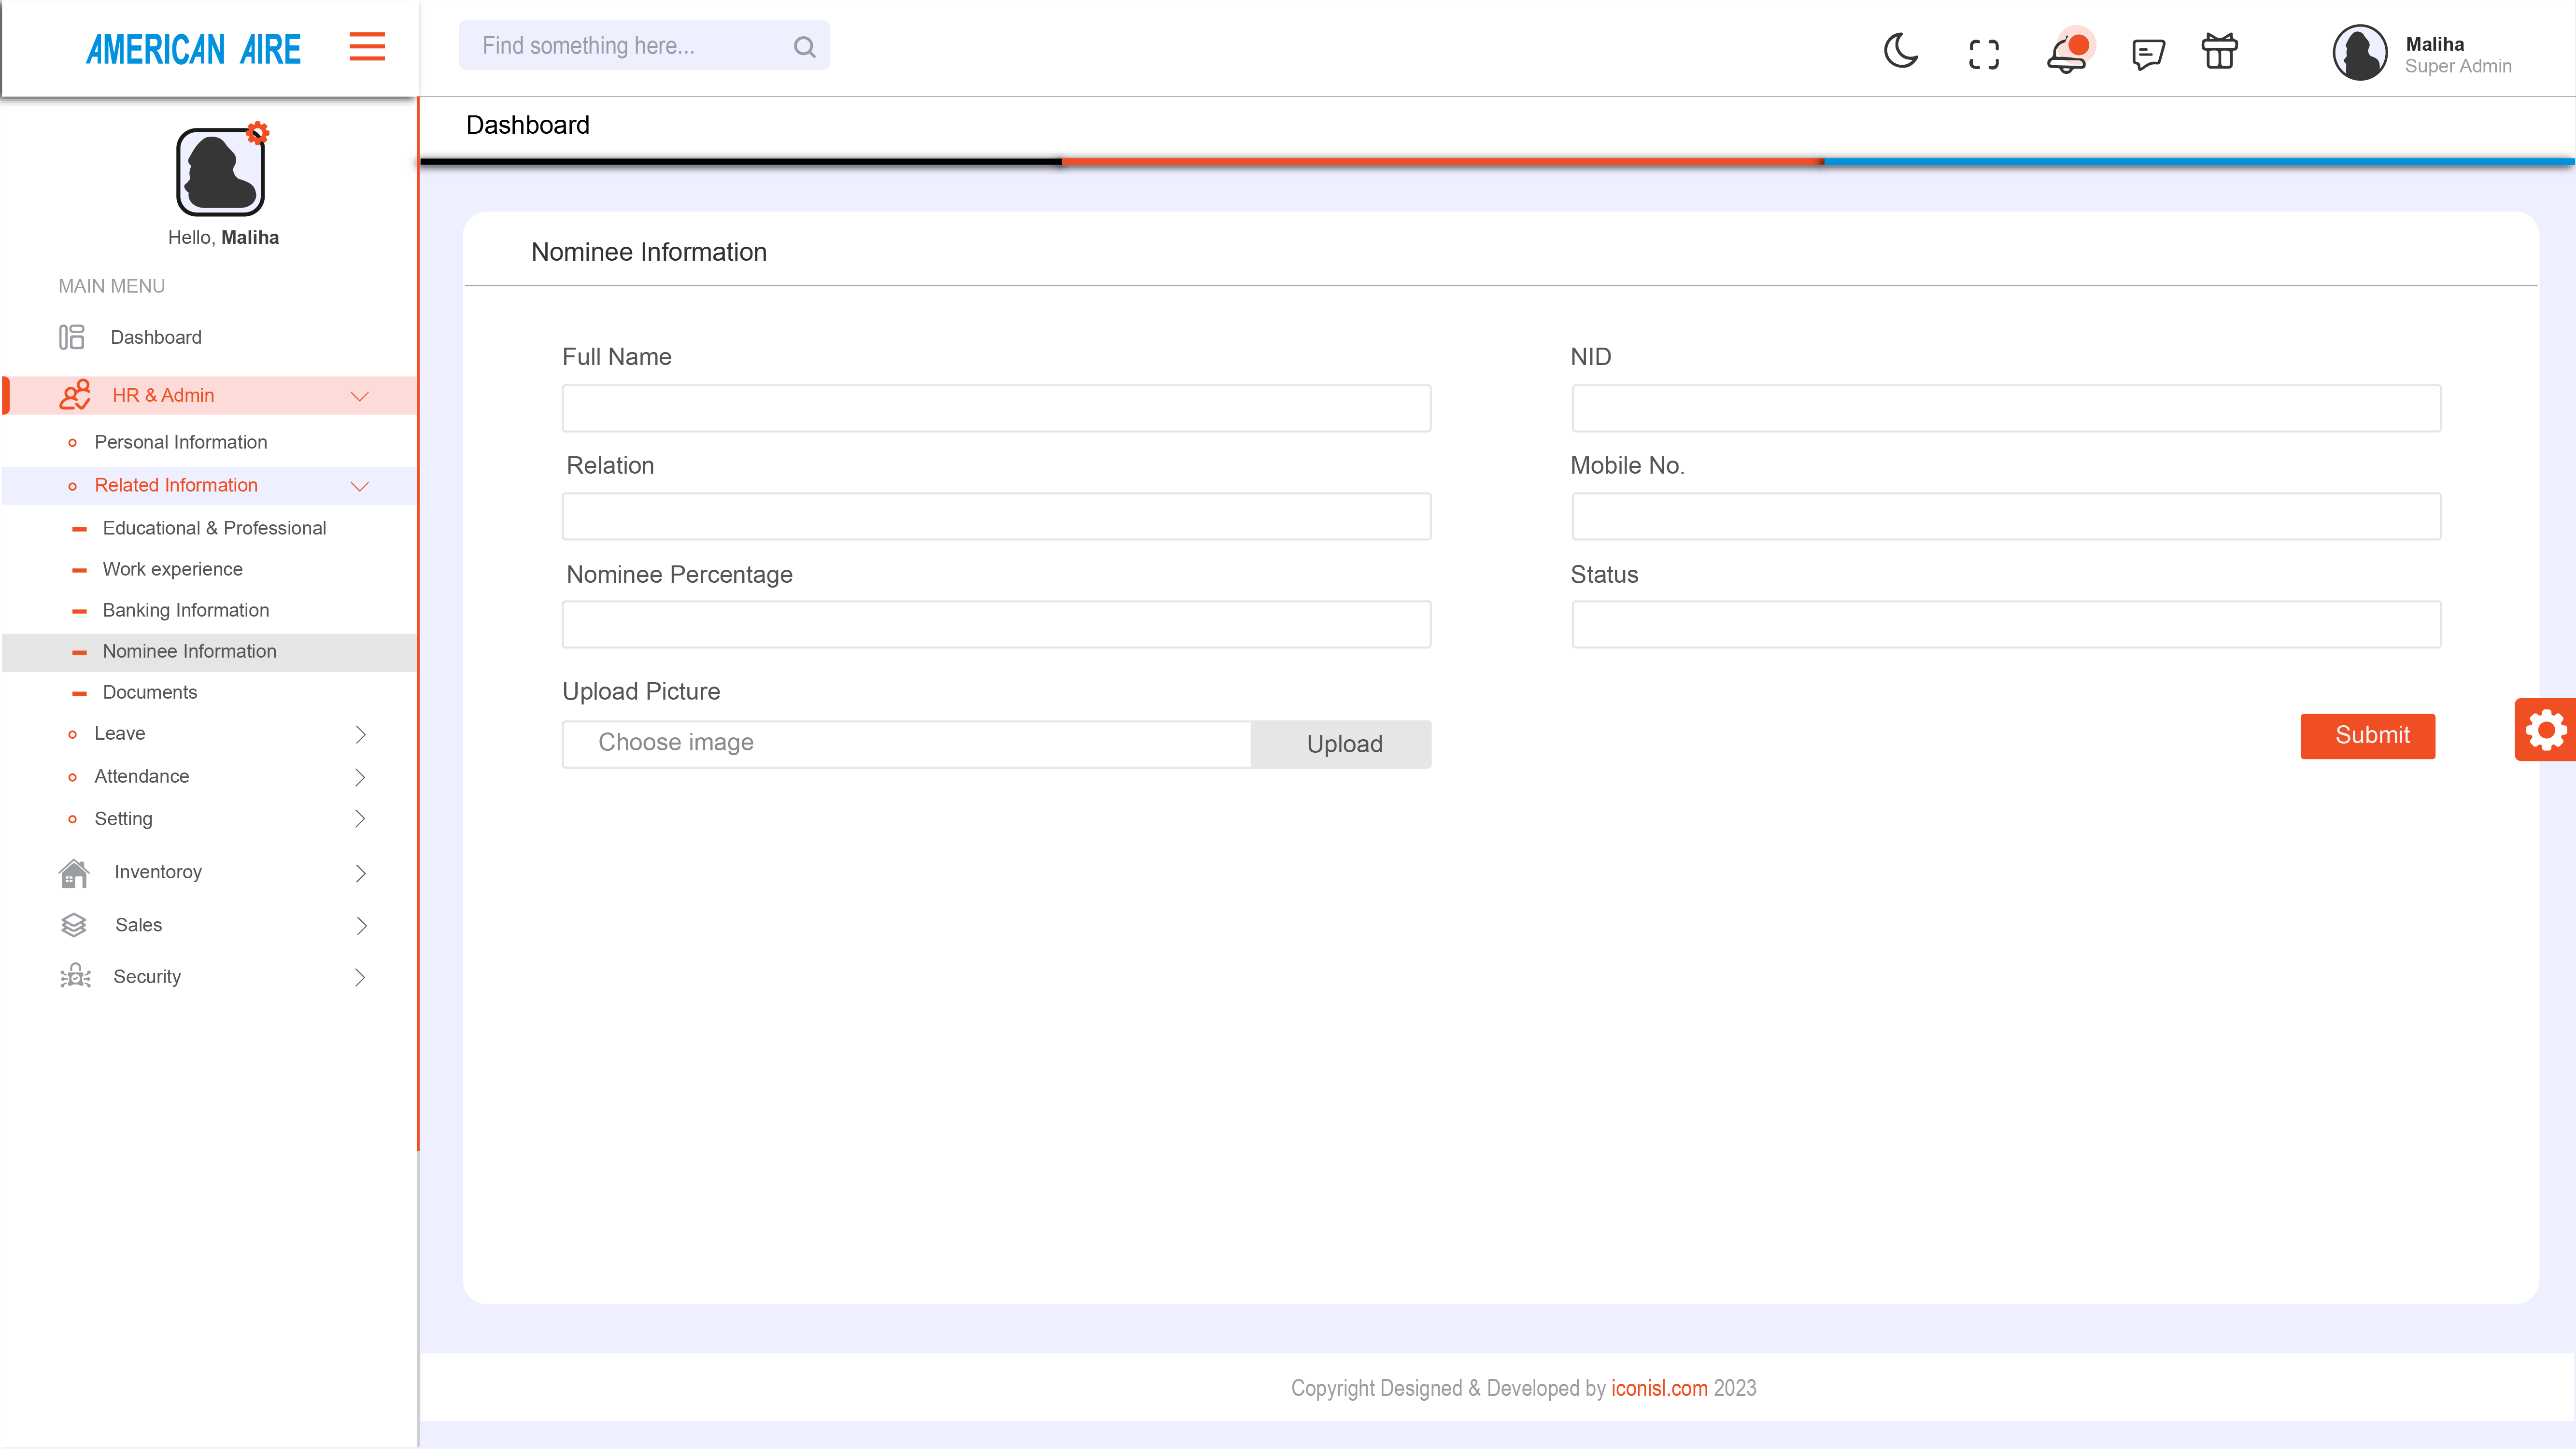 AMERICAN AIRE
Find something here...
Maliha
Super Admin
Dashboard
Hello, Maliha
MAIN MENU
Dashboard
HR & Admin
Personal Information
Related Information
Educational & Professional
Work experience
Banking Information
Nominee Information
Documents
Leave
Attendance
Setting
Inventoroy
Sales
Security
Nominee Information
Full Name
NID
Relation
Mobile No.
Nominee Percentage
Status
Upload Picture
Choose image
Upload
Submit
Copyright Designed & Developed by iconisl.com 2023